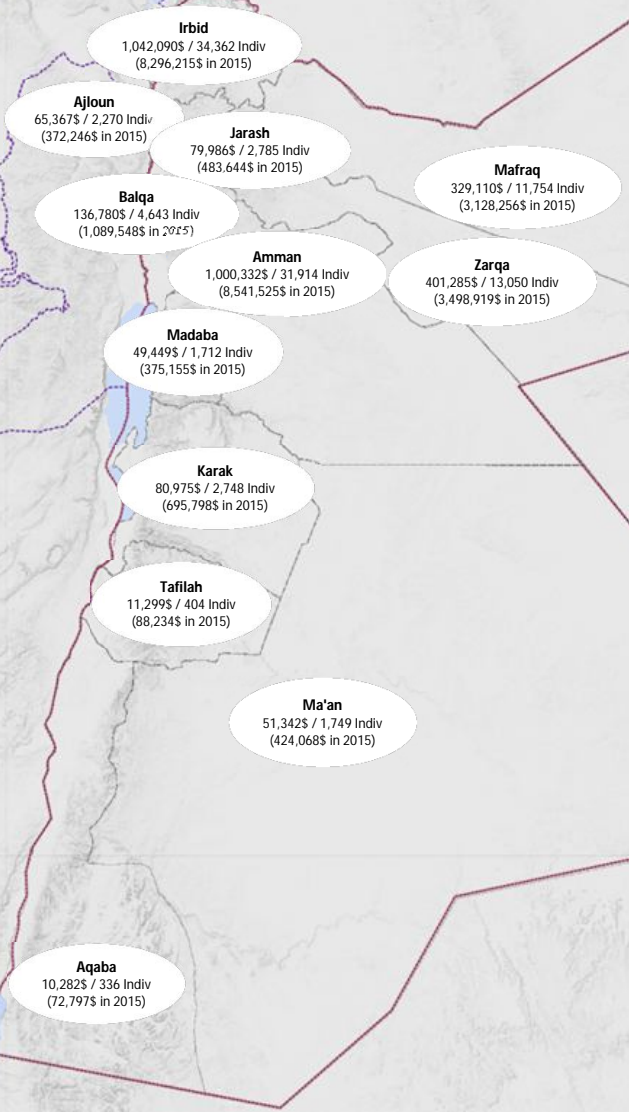 Irbid
1,042,090$ / 34,362 Indiv
(8,296,215$ in 2015)
Ajloun
65,367$ / 2,270 Indiv
(372,246$ in 2015)
Jarash
79,986$ / 2,785 Indiv
(483,644$ in 2015)
Mafraq
329,110$ / 11,754 Indiv
(3,128,256$ in 2015)
Balqa
136,780$ / 4,643 Indiv
(1,089,548$ in 2015)
Amman
1,000,332$ / 31,914 Indiv
(8,541,525$ in 2015)
Zarqa
401,285$ / 13,050 Indiv
(3,498,919$ in 2015)
Madaba
49,449$ / 1,712 Indiv
(375,155$ in 2015)
Karak
80,975$ / 2,748 Indiv
(695,798$ in 2015)
Tafilah
11,299$ / 404 Indiv
(88,234$ in 2015)
Ma'an
51,342$ / 1,749 Indiv
(424,068$ in 2015)
Aqaba
10,282$ / 336 Indiv
(72,797$ in 2015)